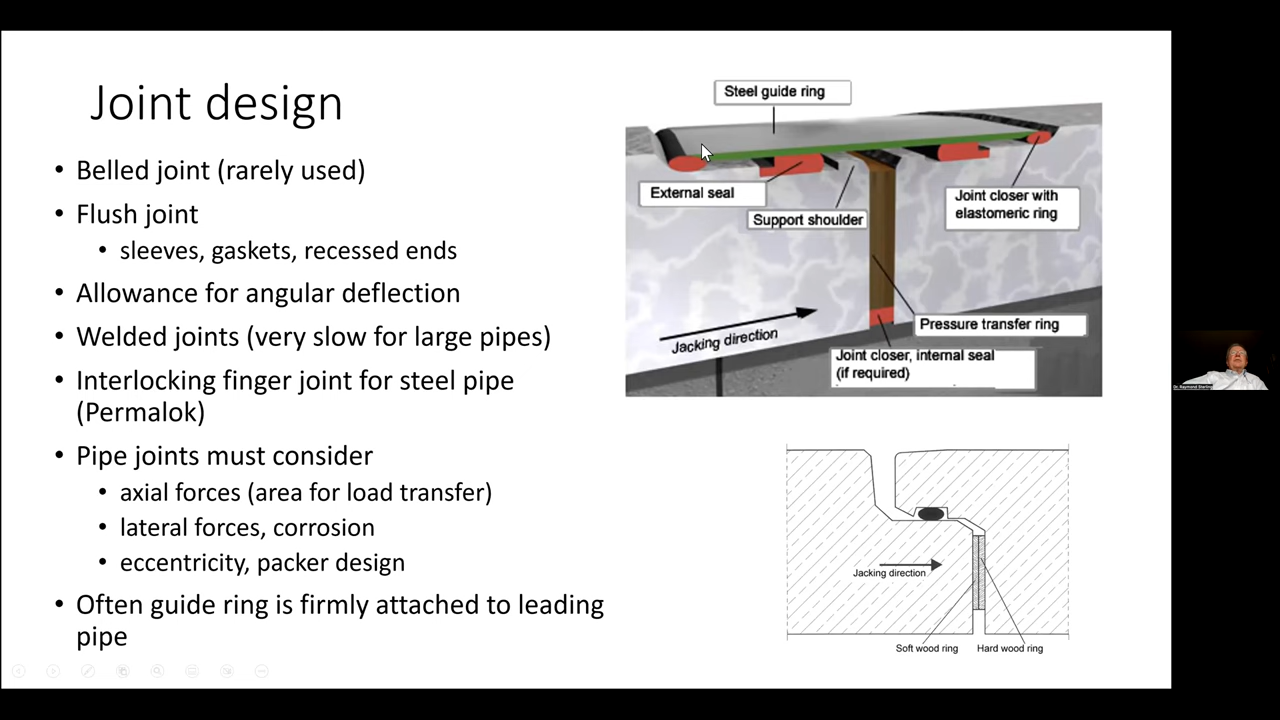 Joint design
• Belled joint (rarely used)
• Flush joint
• sleeves, gaskets, recessed ends
• Allowance for angular deflection
• Welded joints (very slow for large pipes)
• Interlocking finger joint for steel pipe
(Permalok)
• Pipe joints must consider
• axial forces (area for load transfer)
• lateral forces, corrosion
• eccentricity, packer design
• Often guide ring is firmly attached to leading
pipe
Steel guide ring
External seal
Support shoulder
Joint closer with
elastomeric ring
Pressure transfer ring
Jacking direction
Joint closer, internal seal
(if required)
Jacking direction
Soft wood ring
Hard wood ring
Dr. Raymond Sterling